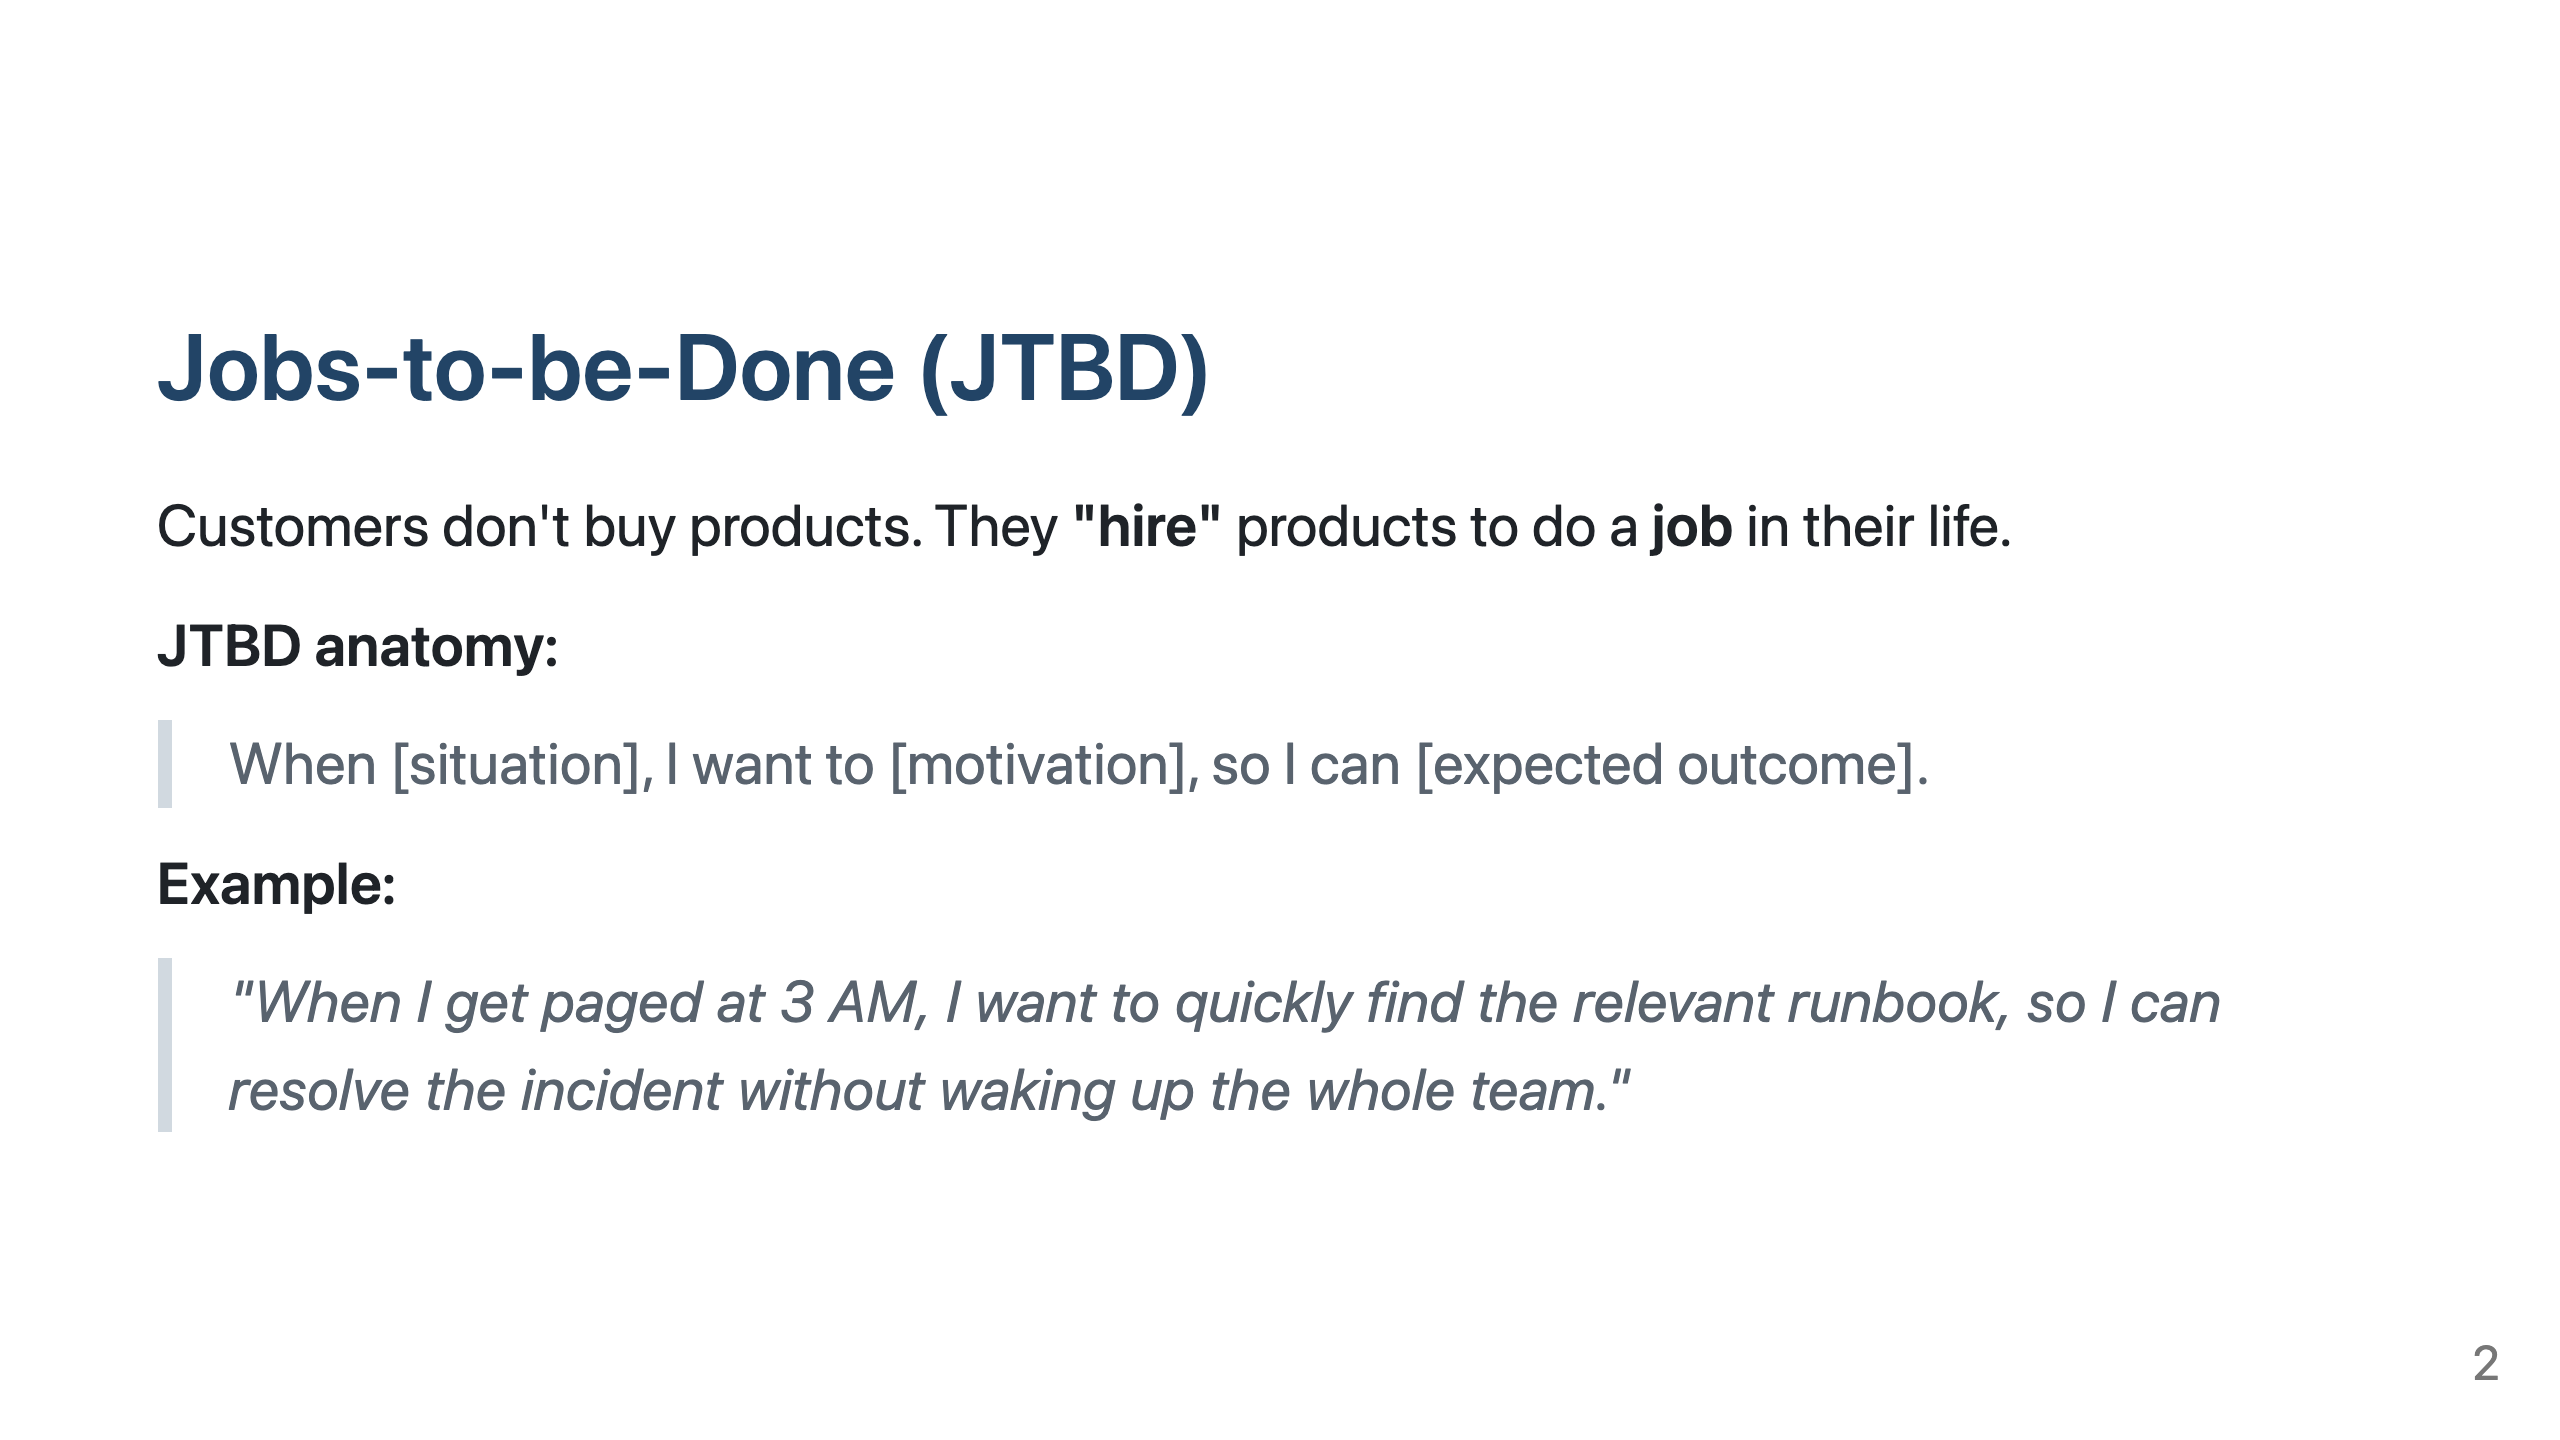 Jobs-to-be-Done (JTBD)
Customers don't buy products. They "hire" products to do a job in their life.
JTBD anatomy:
When [situation], I want to [motivation], so I can [expected outcome].
Example:
"When I get paged at 3 AM, I want to quickly find the relevant runbook, so I can
resolve the incident without waking up the whole team."
2